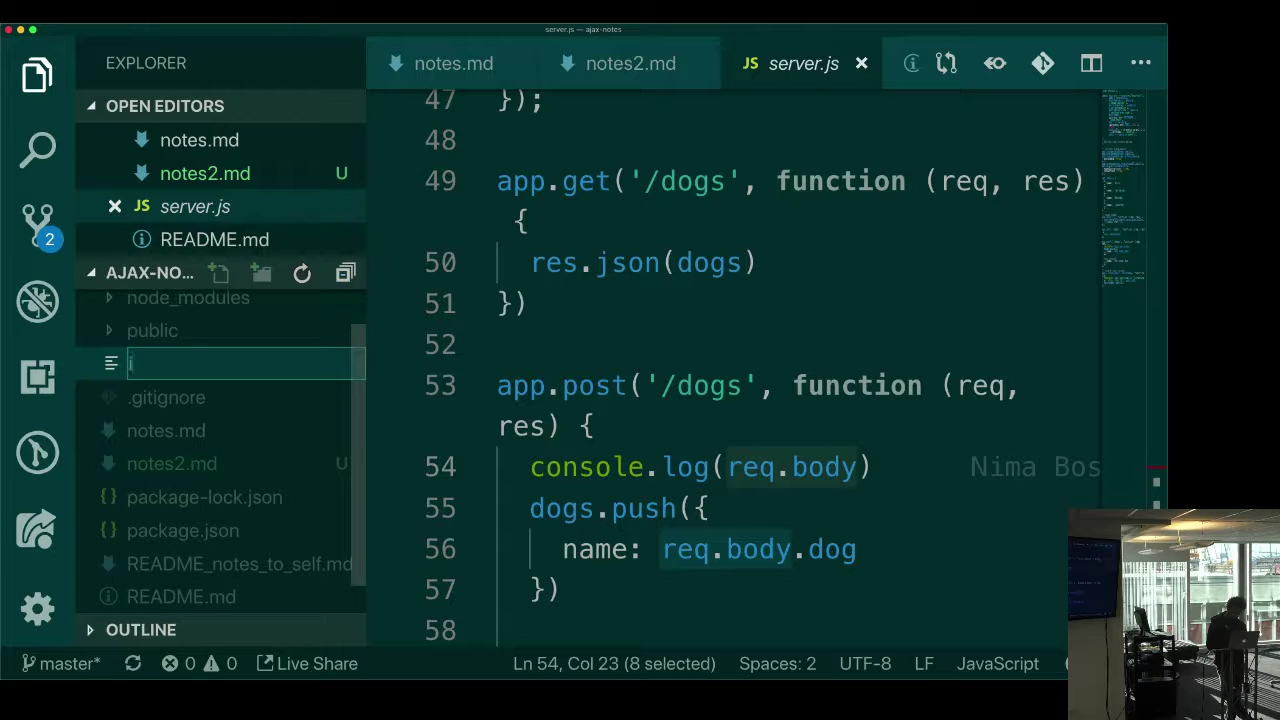 server.js — ajax-notes
EXPLORER
OPEN EDITORS
notes.md
notes2.md U
JS server.js
README.md
AJAX-NO...
node_modules
public
i
.gitignore
notes.md
notes2.md U
package-lock.json
package.json
README_notes_to_self.md
README.md
OUTLINE
notes.md
notes2.md
JS server.js
47 });
48
49 app.get('/dogs', function (req, res)
{
50 res.json(dogs)
51 })
52
53 app.post('/dogs', function (req,
res) {
54 console.log(req.body) Nima Bos
55 dogs.push({
56 name: req.body.dog
57 })
58
2
master* 0 0 Live Share Ln 54, Col 23 (8 selected) Spaces: 2 UTF-8 LF JavaScript